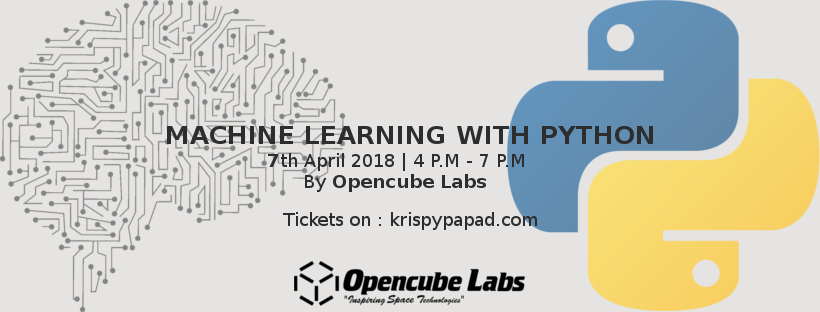 MACHINE LEARNING WITH PYTHON
7th April 2018 | 4 P.M - 7 P.M
By Opencube Labs
Tickets on : krispypapad.com
Opencube Labs
"Inspiring Space Technologies"